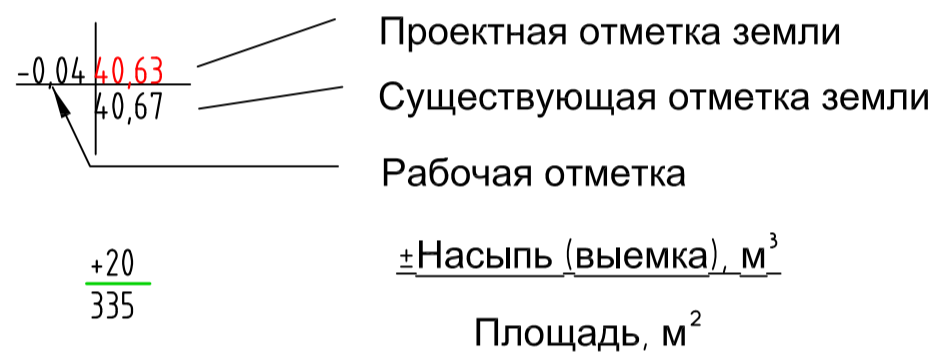 Проектная отметка земли
-0,04 40,63
40,67
Существующая отметка земли
Рабочая отметка
+20
335
±Насыпь (выемка), м³
Площадь, м²